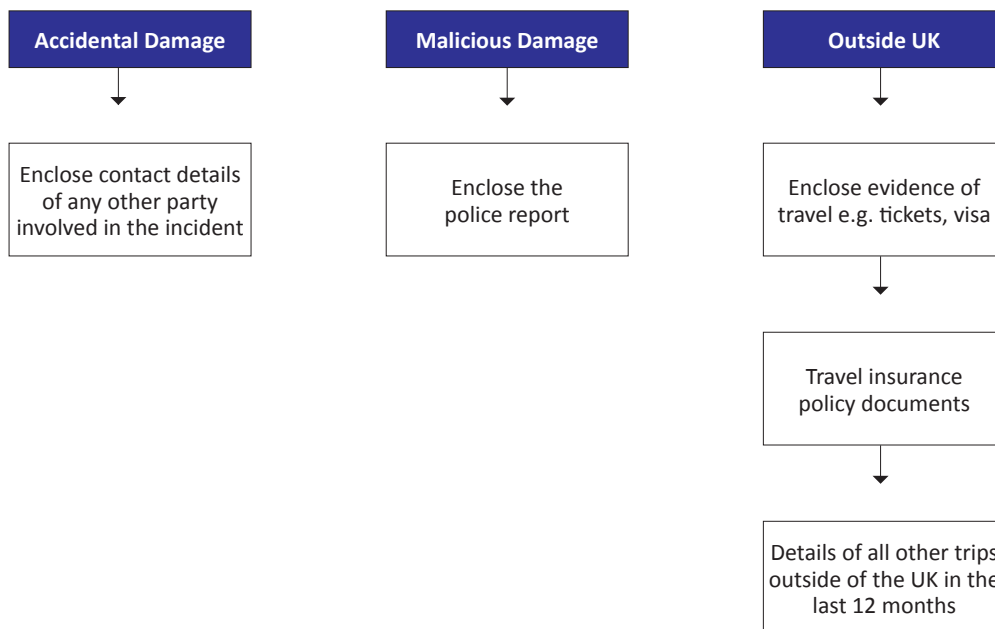 Accidental Damage
Malicious Damage
Outside UK
Enclose contact details
of any other party
involved in the incident
Enclose the
police report
Enclose evidence of
travel e.g. tickets, visa
Travel insurance
policy documents
Details of all other trips
outside of the UK in the
last 12 months